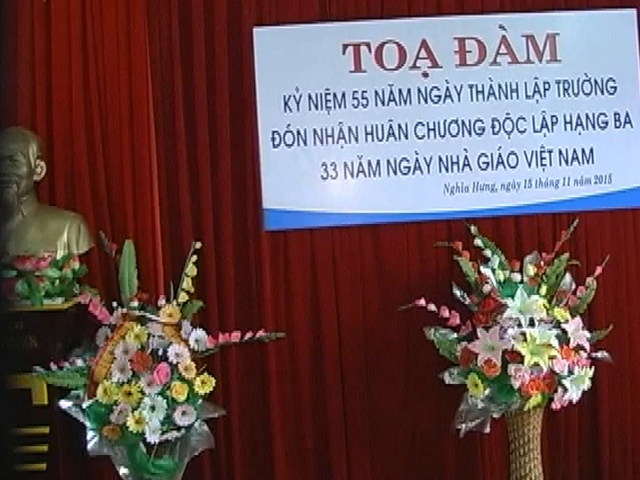 TOẠ ĐÀM
KỶ NIỆM 55 NĂM NGÀY THÀNH LẬP TRƯỜNG
ĐÓN NHẬN HUÂN CHƯƠNG ĐỘC LẬP HẠNG BA
33 NĂM NGÀY NHÀ GIÁO VIỆT NAM
Nghĩa Hưng, ngày 15 tháng 11 năm 2015